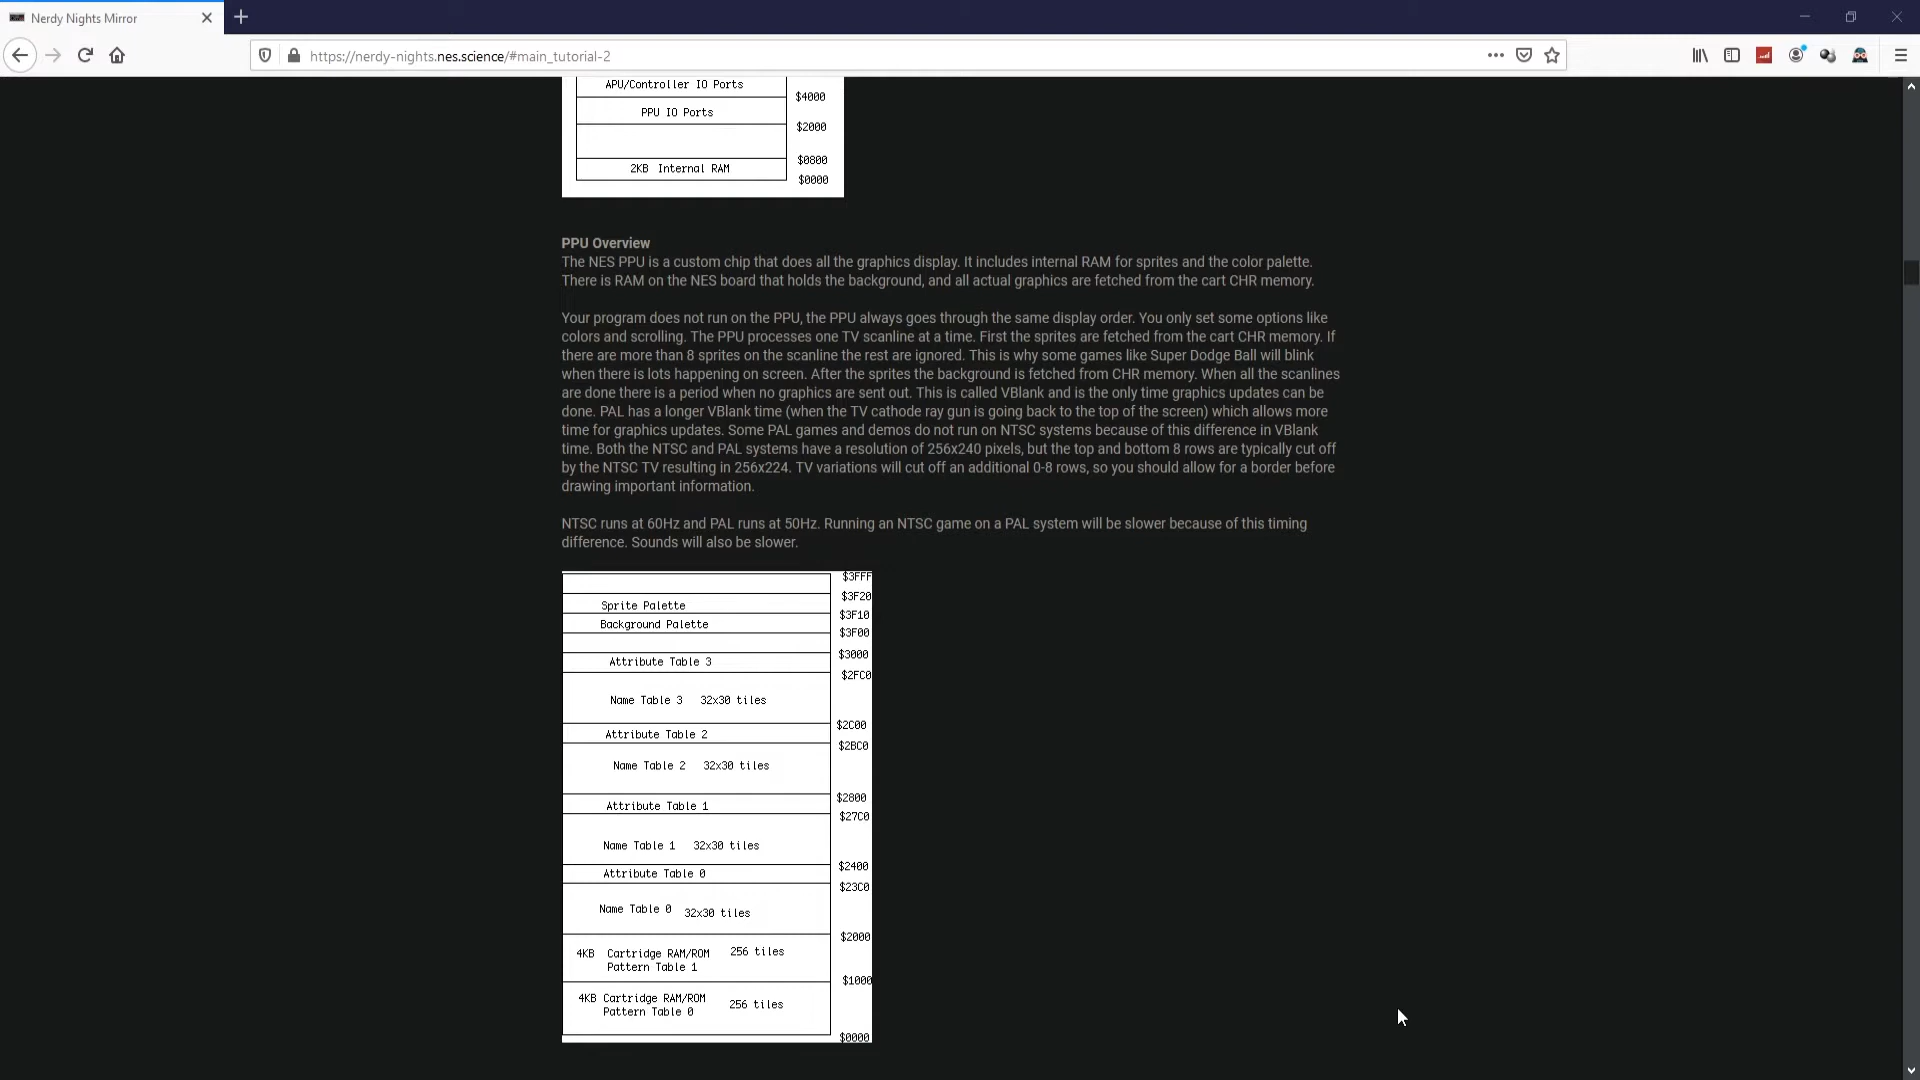 Nerdy Nights Mirror
https://nerdy-nights.nes.science/#main_tutorial-2
APU/Controller IO Ports
$4000
PPU IO Ports
$2000
$0800
2KB Internal RAM
$0000
PPU Overview
The NES PPU is a custom chip that does all the graphics display. It includes internal RAM for sprites and the color palette.
There is RAM on the NES board that holds the background, and all actual graphics are fetched from the cart CHR memory.
Your program does not run on the PPU, the PPU always goes through the same display order. You only set some options like
colors and scrolling. The PPU processes one TV scanline at a time. First the sprites are fetched from the cart CHR memory. If
there are more than 8 sprites on the scanline the rest are ignored. This is why some games like Super Dodge Ball will blink
when there is lots happening on screen. After the sprites the background is fetched from CHR memory. When all the scanlines
are done there is a period when no graphics are sent out. This is called VBlank and is the only time graphics updates can be
done. PAL has a longer VBlank time (when the TV cathode ray gun is going back to the top of the screen) which allows more
time for graphics updates. Some PAL games and demos do not run on NTSC systems because of this difference in VBlank
time. Both the NTSC and PAL systems have a resolution of 256x240 pixels, but the top and bottom 8 rows are typically cut off
by the NTSC TV resulting in 256x224. TV variations will cut off an additional 0-8 rows, so you should allow for a border before
drawing important information.
NTSC runs at 60Hz and PAL runs at 50Hz. Running an NTSC game on a PAL system will be slower because of this timing
difference. Sounds will also be slower.
$3FFF
$3F20
Sprite Palette
$3F10
Background Palette
$3F00
$3000
Attribute Table 3
$2FC0
Name Table 3 32x30 tiles
$2C00
Attribute Table 2
$2BC0
Name Table 2 32x30 tiles
$2800
Attribute Table 1
$27C0
Name Table 1 32x30 tiles
$2400
Attribute Table 0
$23C0
Name Table 0 32x30 tiles
$2000
4KB Cartridge RAM/ROM 256 tiles
Pattern Table 1
$1000
4KB Cartridge RAM/ROM 256 tiles
Pattern Table 0
$0000